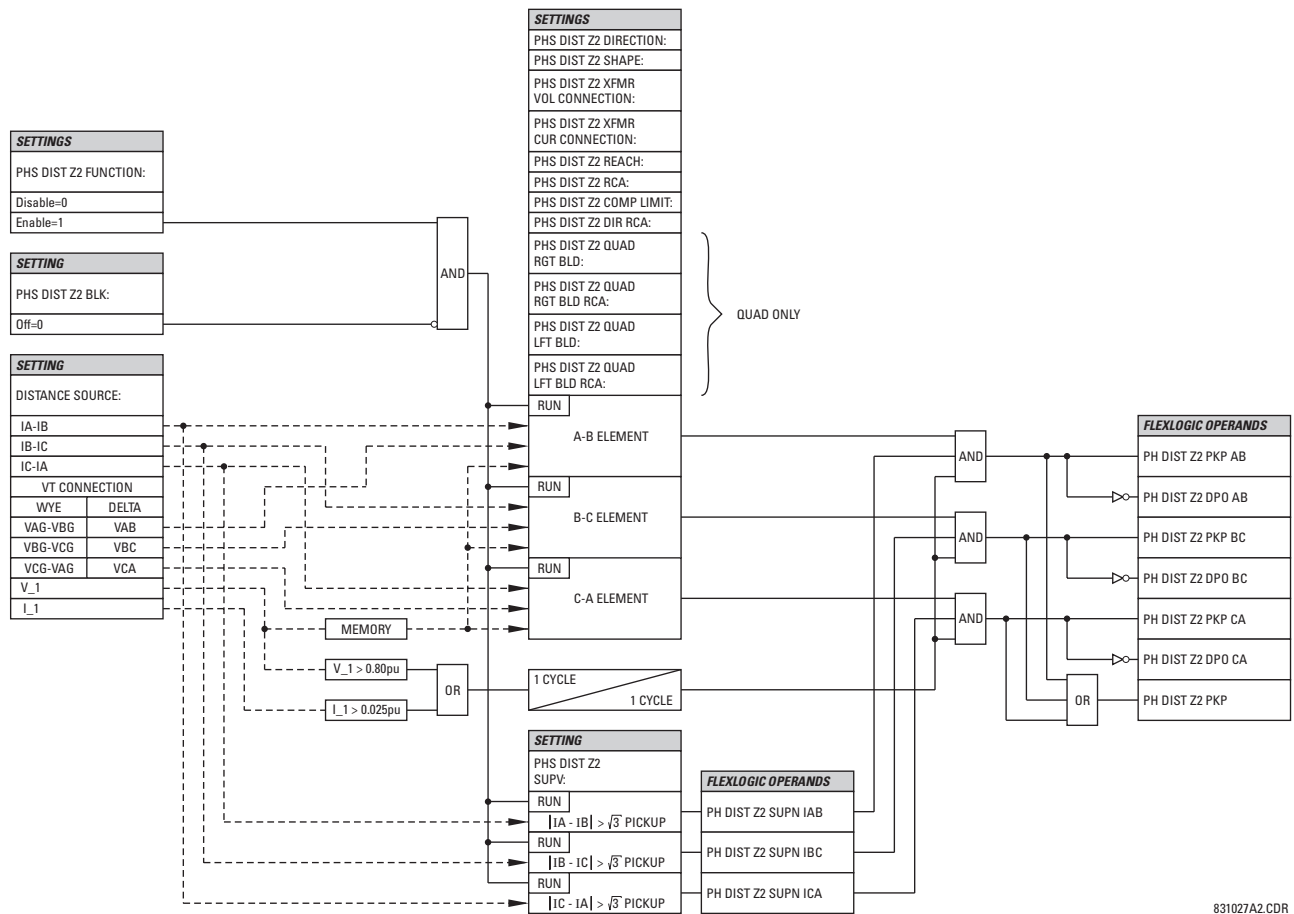 SETTINGS
PHS DIST Z2 DIRECTION:
PHS DIST Z2 SHAPE:
PHS DIST Z2 XFMR
VOL CONNECTION:
PHS DIST Z2 XFMR
CUR CONNECTION:
PHS DIST Z2 REACH:
PHS DIST Z2 RCA:
PHS DIST Z2 COMP LIMIT:
PHS DIST Z2 DIR RCA:
PHS DIST Z2 QUAD
RGT BLD:
PHS DIST Z2 QUAD
RGT BLD RCA:
PHS DIST Z2 QUAD
LFT BLD:
PHS DIST Z2 QUAD
LFT BLD RCA:
QUAD ONLY
RUN
A-B ELEMENT
RUN
B-C ELEMENT
RUN
C-A ELEMENT
SETTINGS
PHS DIST Z2 FUNCTION:
Disable=0
Enable=1
SETTING
PHS DIST Z2 BLK:
Off=0
AND
SETTING
DISTANCE SOURCE:
IA-IB
IB-IC
IC-IA
VT CONNECTION
WYE DELTA
VAG-VBG VAB
VBG-VCG VBC
VCG-VAG VCA
V_1
I_1
MEMORY
V_1 > 0.80pu
I_1 > 0.025pu
OR
1 CYCLE
1 CYCLE
SETTING
PHS DIST Z2
SUPV:
RUN
|IA - IB| > √3 PICKUP
RUN
|IB - IC| > √3 PICKUP
RUN
|IC - IA| > √3 PICKUP
FLEXLOGIC OPERANDS
PH DIST Z2 SUPN IAB
PH DIST Z2 SUPN IBC
PH DIST Z2 SUPN ICA
AND
AND
AND
OR
FLEXLOGIC OPERANDS
PH DIST Z2 PKP AB
PH DIST Z2 DPO AB
PH DIST Z2 PKP BC
PH DIST Z2 DPO BC
PH DIST Z2 PKP CA
PH DIST Z2 DPO CA
PH DIST Z2 PKP
831027A2.CDR